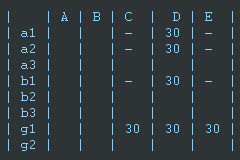 |    | A | B | C  |  D | E  |
| a1 |   |   | –  | 30 | –  |
| a2 |   |   | –  | 30 | –  |
| a3 |   |   |    |    |    |
| b1 |   |   | –  | 30 | –  |
| b2 |   |   |    |    |    |
| b3 |   |   |    |    |    |
| g1 |   |   | 30 | 30 | 30 |
| g2 |   |   |    |    |    |